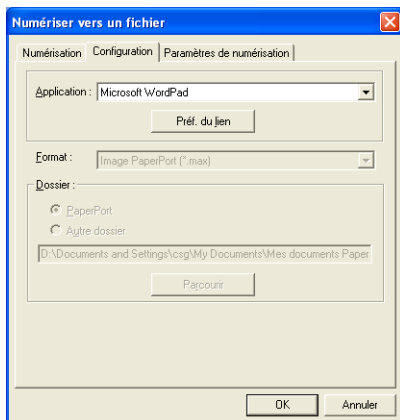 Numériser vers un fichier
Numérisation Configuration Paramètres de numérisation
Application : Microsoft WordPad
Préf. du lien
Format : Image PaperPort (*.max)
Dossier :
PaperPort
Autre dossier
D:\Documents and Settings\csg\My Documents\Mes documents Paper
Parcourir
OK Annuler